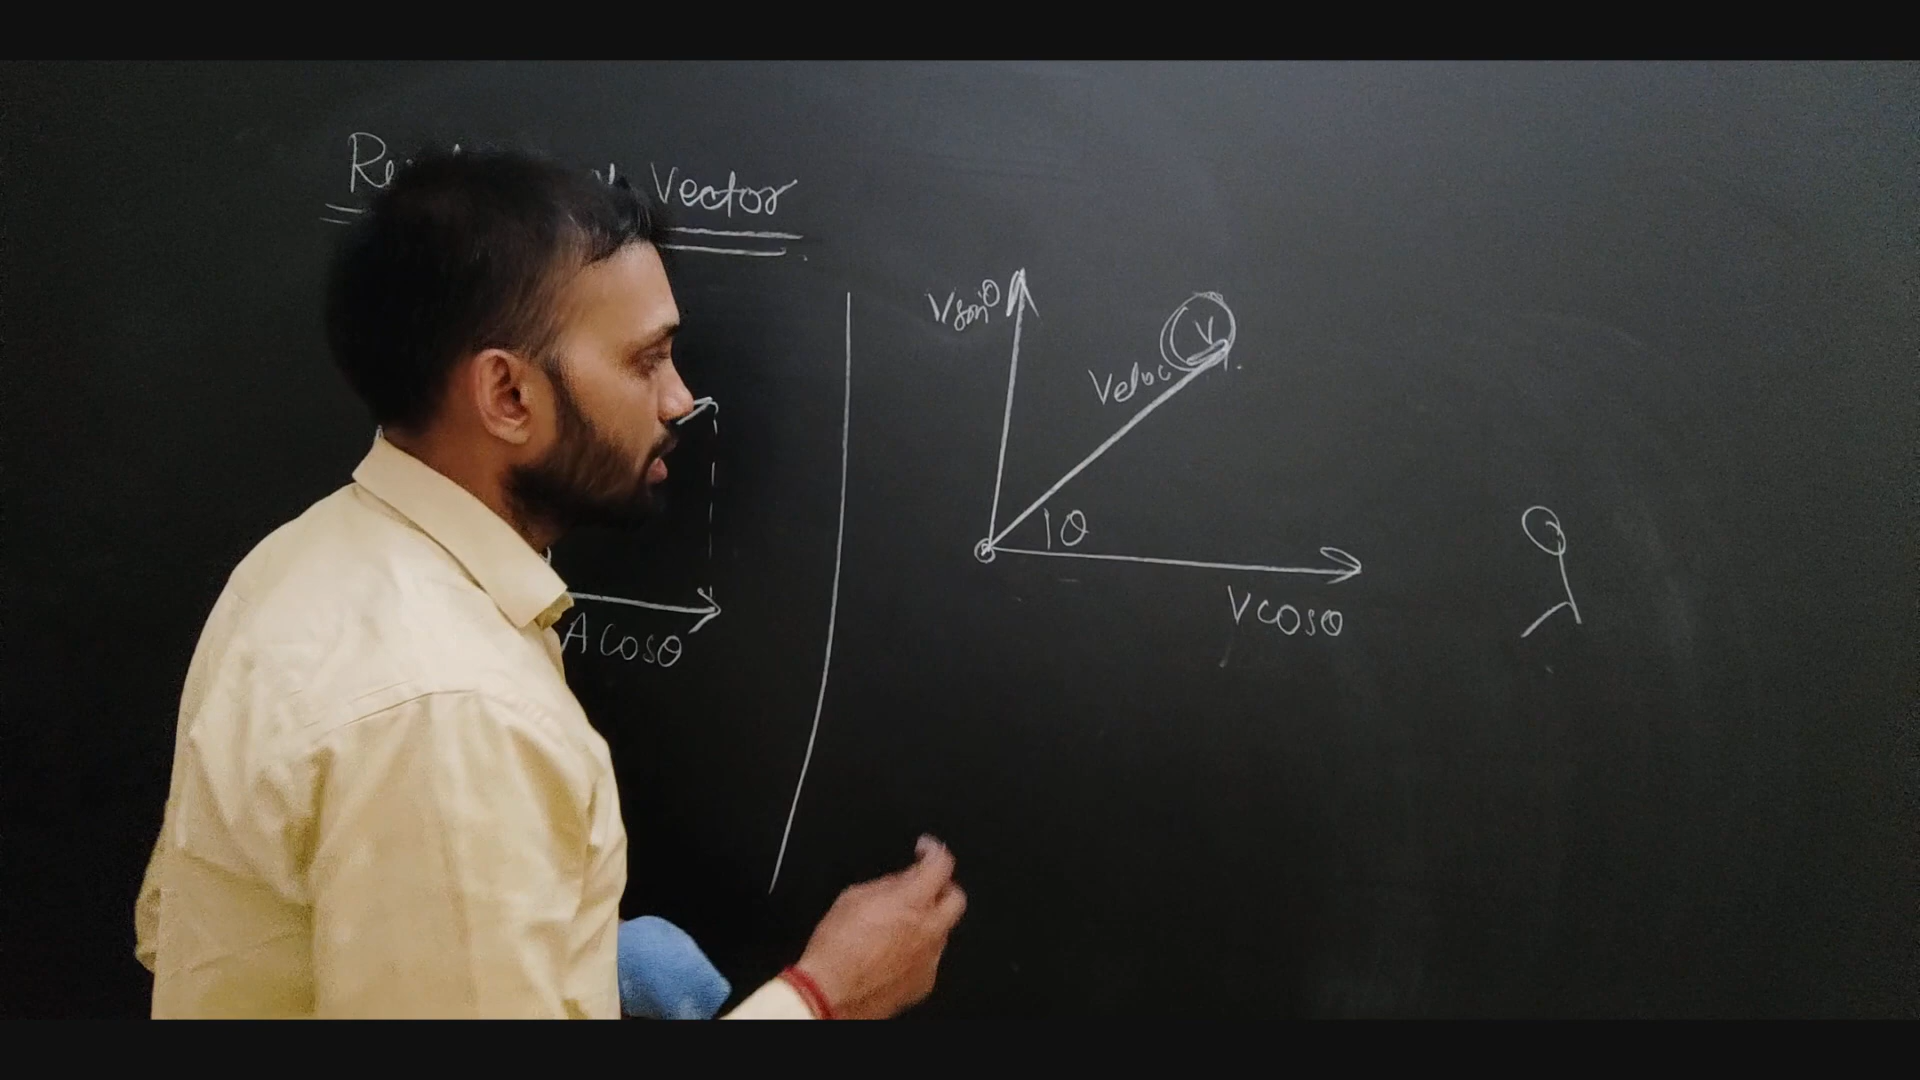 Vector
A cosθ
Vsinθ
V
Veloc
θ
Vcosθ